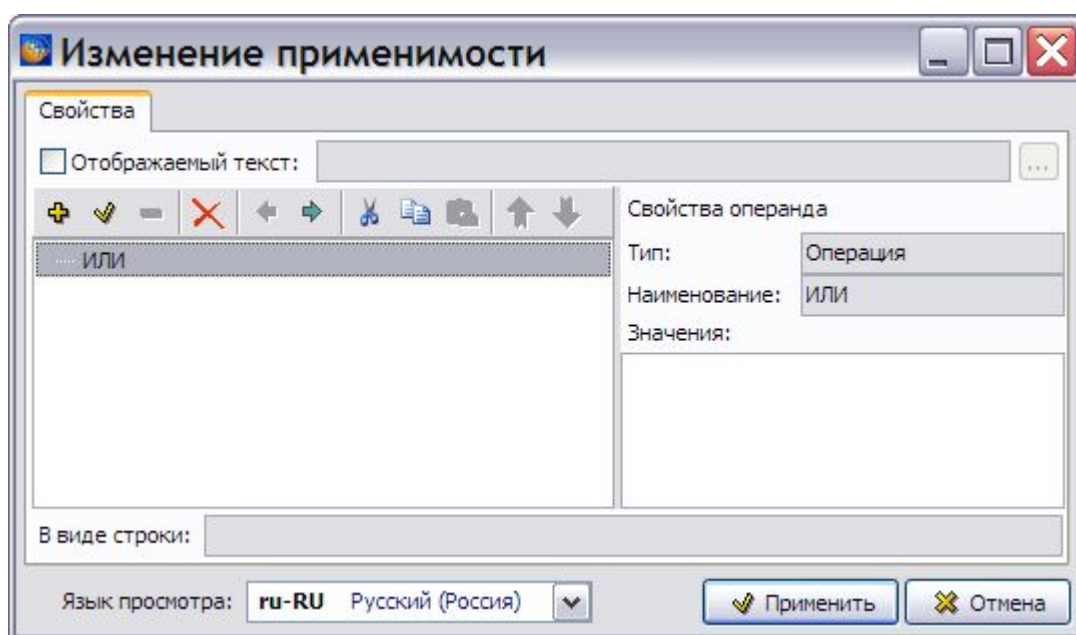 Изменение применимости
Свойства
Отображаемый текст:
...
Свойства операнда
ИЛИ
Тип: Операция
Наименование: ИЛИ
Значения:
В виде строки:
Язык просмотра: ru-RU Русский (Россия) Применить Отмена